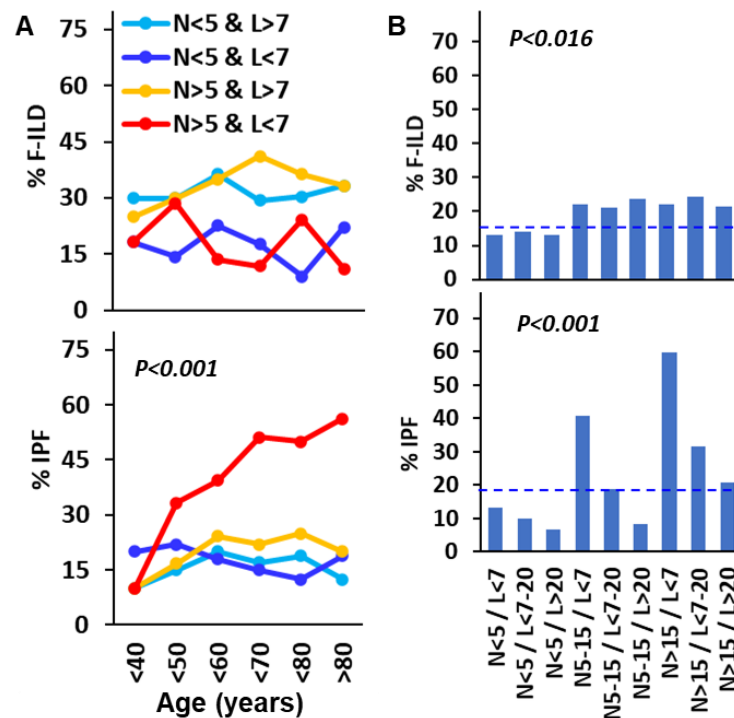 A
% F-ILD
75
60
45
30
15
0
N<5 & L>7
N<5 & L<7
N>5 & L>7
N>5 & L<7
% IPF
75
60
45
30
15
0
P<0.001
<40
<50
<60
<70
<80
>80
Age (years)
B
% F-ILD
70
60
50
40
30
20
10
0
P<0.016
% IPF
70
60
50
40
30
20
10
0
P<0.001
N<5 / L<7
N<5 / L<7-20
N<5 / L>20
N5-15 / L<7
N5-15 / L<7-20
N5-15 / L>20
N>15 / L<7
N>15 / L<7-20
N>15 / L>20